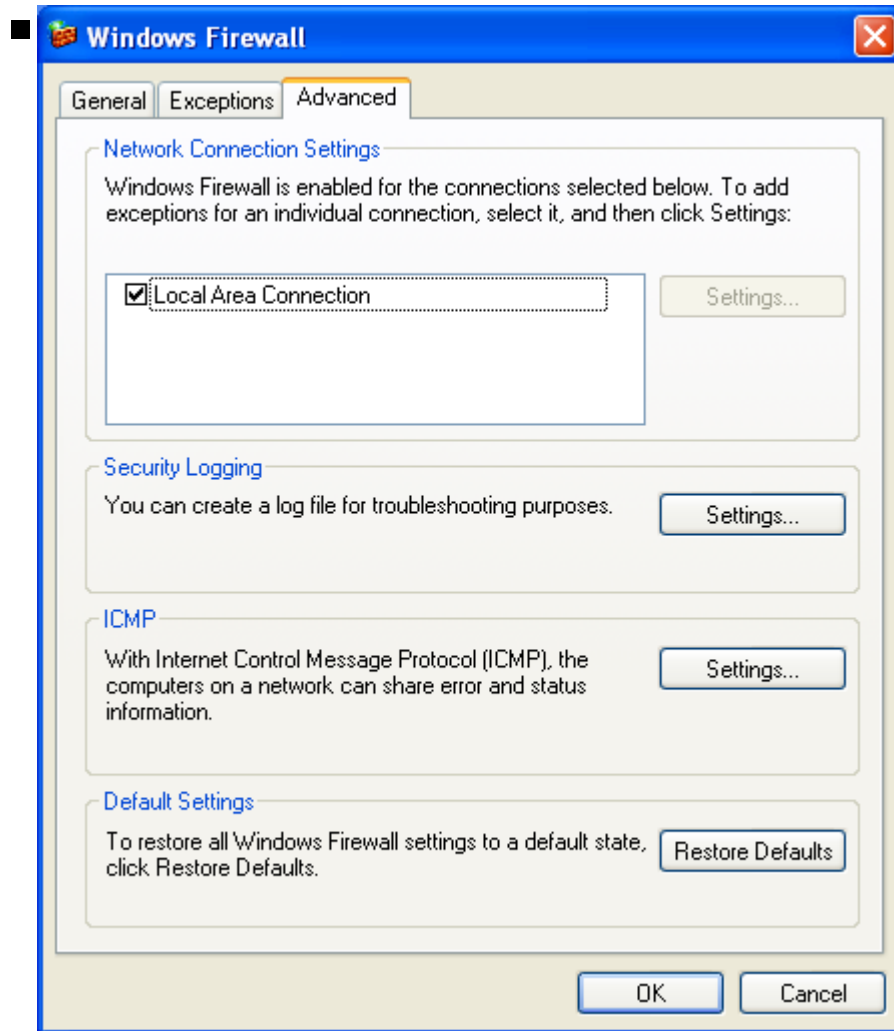 Windows Firewall
General Exceptions Advanced
Network Connection Settings
Windows Firewall is enabled for the connections selected below. To add
exceptions for an individual connection, select it, and then click Settings:
Local Area Connection
Settings...
Security Logging
You can create a log file for troubleshooting purposes.
Settings...
ICMP
With Internet Control Message Protocol (ICMP), the
computers on a network can share error and status
information.
Settings...
Default Settings
To restore all Windows Firewall settings to a default state,
click Restore Defaults.
Restore Defaults
OK Cancel